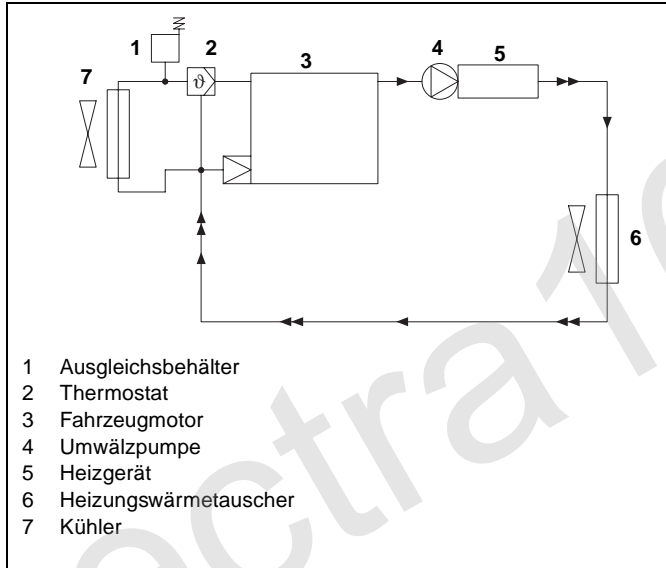 1
2
3
4
5
7
ϑ
6
1 Ausgleichsbehälter
2 Thermostat
3 Fahrzeugmotor
4 Umwälzpumpe
5 Heizgerät
6 Heizungswärmetauscher
7 Kühler